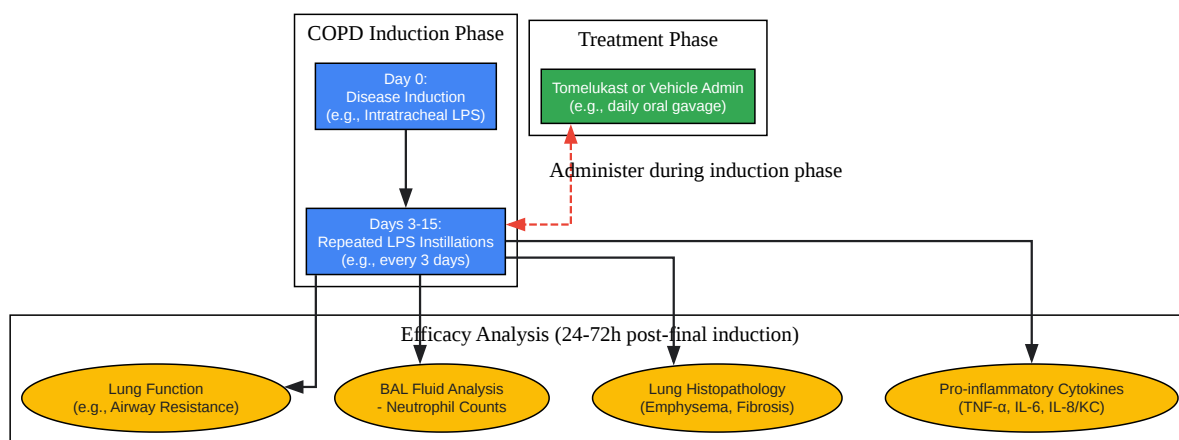 COPD Induction Phase
Treatment Phase
Day 0:
Disease Induction
(e.g., Intratracheal LPS)
Tomelukast or Vehicle Admin
(e.g., daily oral gavage)
Administer during induction phase
Days 3-15:
Repeated LPS Instillations
(e.g., every 3 days)
Efficacy Analysis (24-72h post-final induction)
Lung Function
(e.g., Airway Resistance)
BAL Fluid Analysis
- Neutrophil Counts
Lung Histopathology
(Emphysema, Fibrosis)
Pro-inflammatory Cytokines
(TNF-α, IL-6, IL-8/KC)